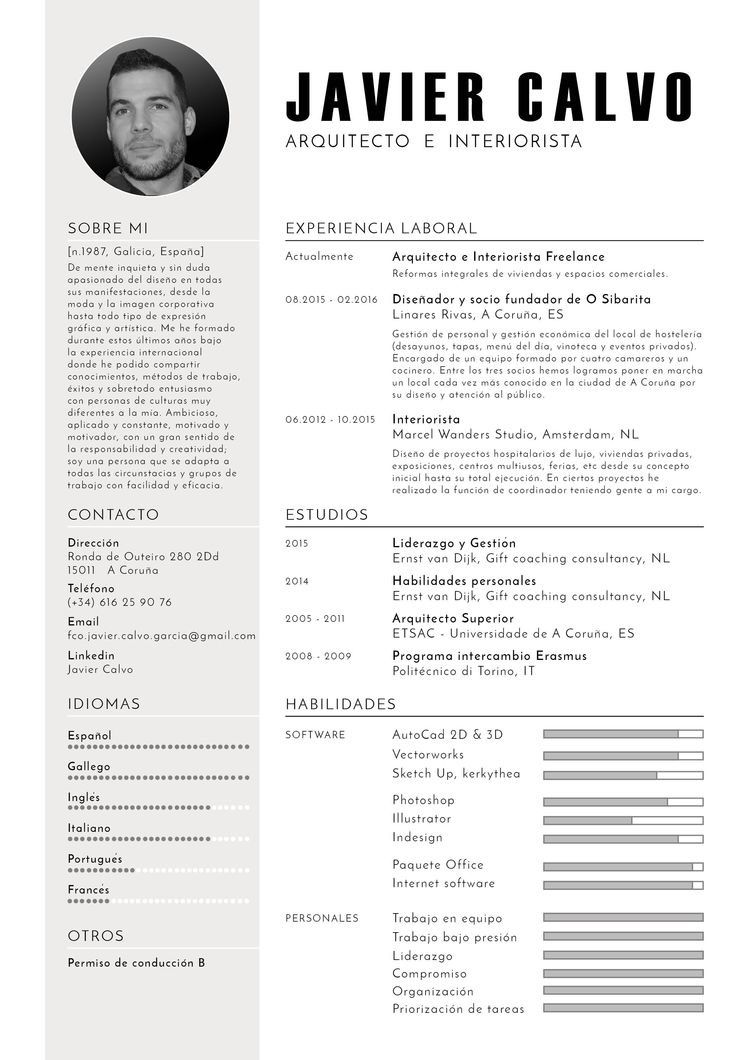 JAVIER CALVO
ARQUITECTO E INTERIORISTA
SOBRE MI
[n.1987, Galicia, España]
De mente inquieta y sin duda
apasionado del diseño en todas
sus manifestaciones, desde la
moda y la imagen corporativa
hasta todo tipo de expresión
gráfica y artística. Me he formado
durante estos últimos años bajo
la experiencia internacional
donde he podido compartir
conocimientos, métodos de trabajo,
éxitos y sobretodo entusiasmo
con personas de culturas muy
diferentes a la mía. Ambicioso,
aplicado y constante, motivado y
motivador, con un gran sentido de
la responsabilidad y creatividad;
soy una persona que se adapta a
todas las circunstacias y grupos de
trabajo con facilidad y eficacia.
CONTACTO
Dirección
Ronda de Outeiro 280 2Dd
15011 A Coruña
Teléfono
(+34) 616 25 90 76
Email
fco.javier.calvo.garcia@gmail.com
Linkedin
Javier Calvo
IDIOMAS
Español
Gallego
Inglés
Italiano
Portugués
Francés
OTROS
Permiso de conducción B
EXPERIENCIA LABORAL
Actualmente Arquitecto e Interiorista Freelance
Reformas integrales de viviendas y espacios comerciales.
08.2015 - 02.2016 Diseñador y socio fundador de O Sibarita
Linares Rivas, A Coruña, ES
Gestión de personal y gestión económica del local de hostelería
(desayunos, tapas, menú del día, vinoteca y eventos privados).
Encargado de un equipo formado por cuatro camareros y un
cocinero. Entre los tres socios hemos logramos poner en marcha
un local cada vez más conocido en la ciudad de A Coruña por
su diseño y atención al público.
06.2012 - 10.2015 Interiorista
Marcel Wanders Studio, Amsterdam, NL
Diseño de proyectos hospitalarios de lujo, viviendas privadas,
exposiciones, centros multiusos, ferias, etc desde su concepto
inicial hasta su total ejecución. En ciertos proyectos he
realizado la función de coordinador teniendo gente a mi cargo.
ESTUDIOS
2015 Liderazgo y Gestión
Ernst van Dijk, Gift coaching consultancy, NL
2014 Habilidades personales
Ernst van Dijk, Gift coaching consultancy, NL
2005 - 2011 Arquitecto Superior
ETSAC - Universidade de A Coruña, ES
2008 - 2009 Programa intercambio Erasmus
Politécnico di Torino, IT
HABILIDADES
SOFTWARE AutoCad 2D & 3D
Vectorworks
Sketch Up, kerkythea
Photoshop
Illustrator
Indesign
Paquete Office
Internet software
PERSONALES Trabajo en equipo
Trabajo bajo presión
Liderazgo
Compromiso
Organización
Priorización de tareas